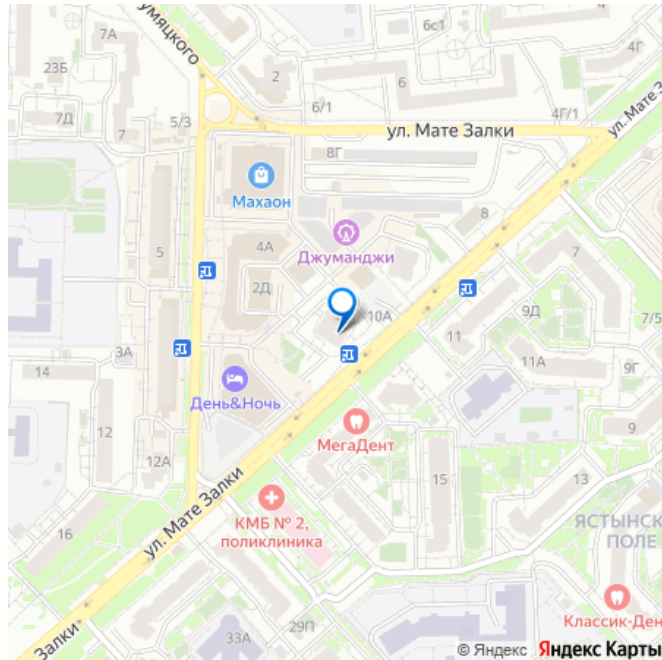 умяцкого
7А
23Б
7Д
7
5/3
2
6/1
6с1
6
4Г
4Г/1
ул. Мате Залки
ул. Мате З
8Г
Махаон
Джуманджи
8
7
5
4А
2Д
10А
9Д
7/5
11
11А
9Г
3А
14
12
День&Ночь
МегаДент
9
12А
15
13
16
ул. Мате Залки
КМБ № 2,
поликлиника
ЯСТЫНСК
ПОЛЕ
Классик-Ден
Залки
33А
29П
© Яндекс Яндекс Карты